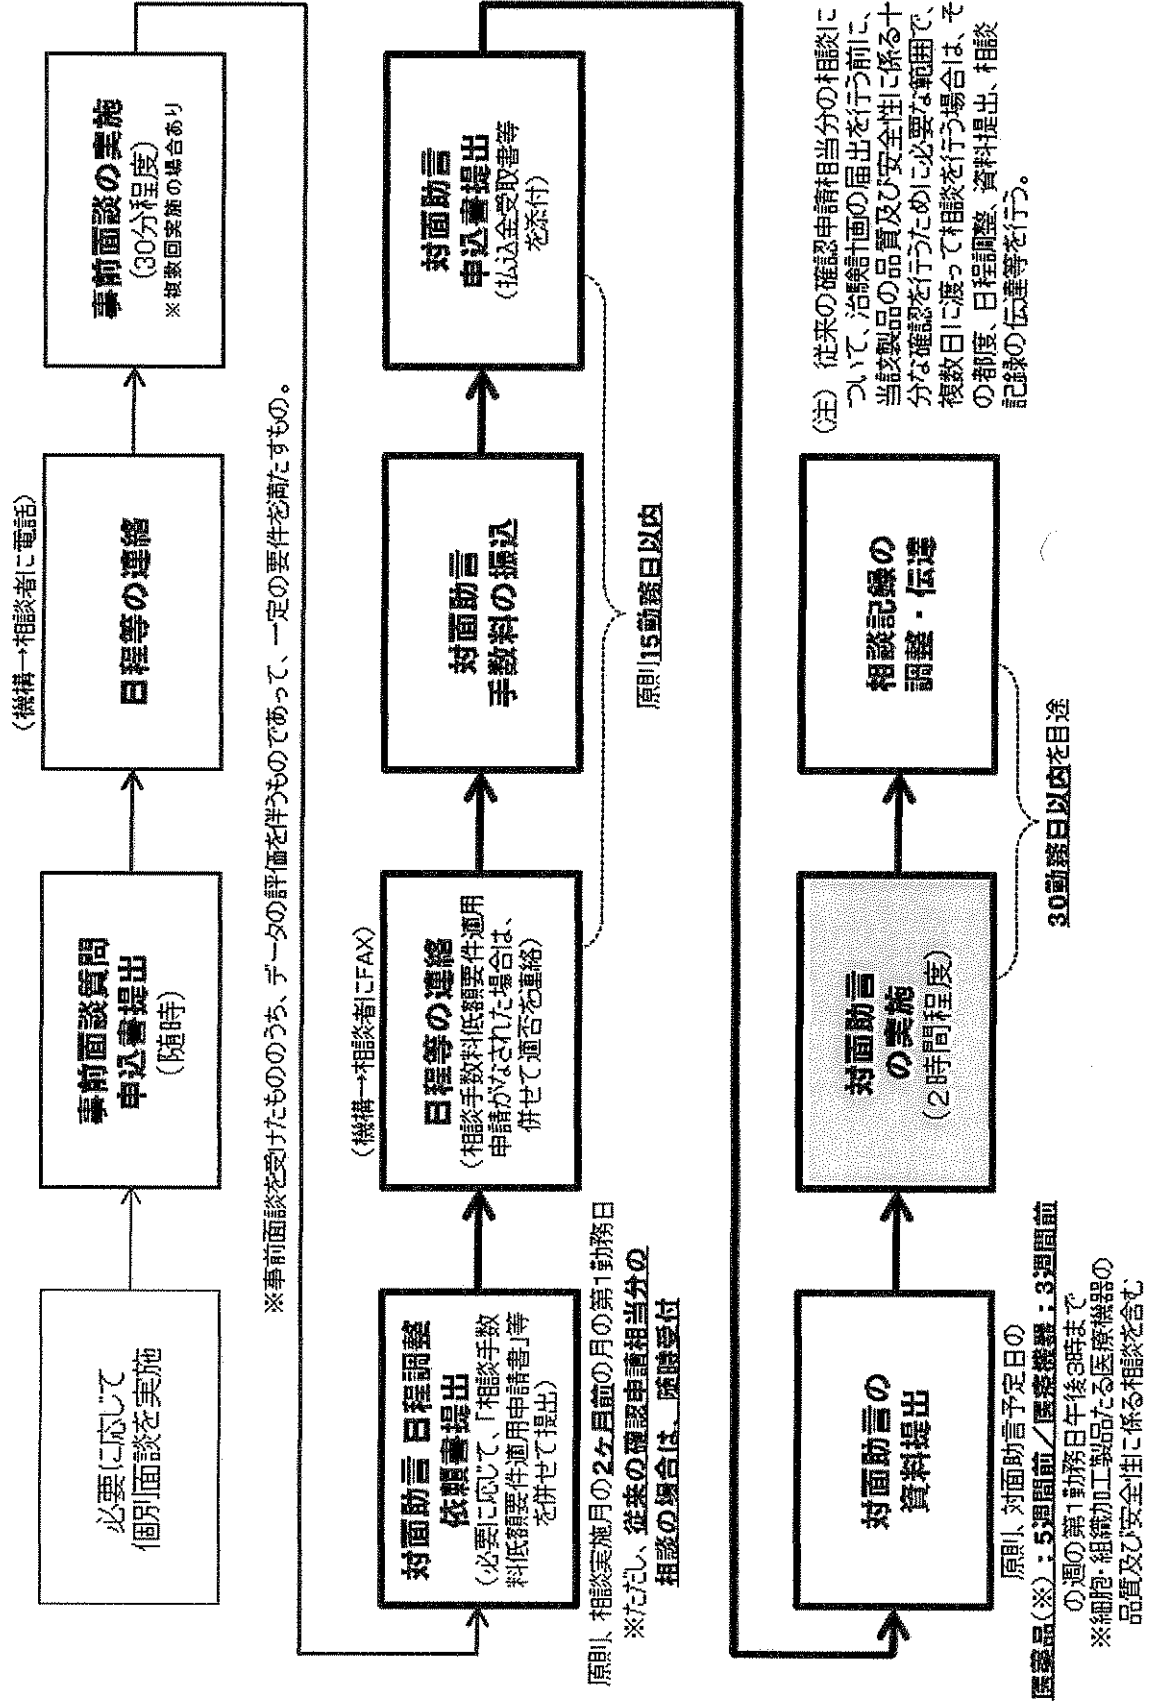 必要に応じて
個別面談を実施
事前面談質問
申込書提出
(随時)
(機構→相談者に電話)
日程等の連絡
事前面談の実施
(30分程度)
※複数回実施の場合あり
※事前面談を受けたもののうち、データの評価を伴うものであって、一定の要件を満たすもの。
対面助言 日程調整
依頼書提出
(必要に応じて、「相談手数
料低額要件適用申請書」等
を併せて提出)
原則、相談実施月の2ヶ月前の月の第1勤務日
※ただし、従来の確認申請相当分の
相談の場合は、随時受付
(機構→相談者にFAX)
日程等の連絡
(相談手数料低額要件適用
申請がなされた場合は、
併せて適否を連絡)
対面助言
手数料の振込
対面助言
申込書提出
(払込金受取書等
を添付)
原則15勤務日以内
対面助言の
資料提出
原則、対面助言予定日の
医薬品(※):5週間前/医療機器:3週間前
の週の第1勤務日午後3時まで
※細胞・組織加工製品たる医療機器の
品質及び安全性に係る相談を含む
対面助言
の実施
(2時間程度)
相談記録の
調整・伝達
30勤務日以内を目途
(注) 従来の確認申請相当分の相談に
ついて、治験計画の届出を行う前に、
当該製品の品質及び安全性に係る十
分な確認を行うために必要な範囲で、
複数日に渡って相談を行う場合は、そ
の都度、日程調整、資料提出、相談
記録の伝達等を行う。